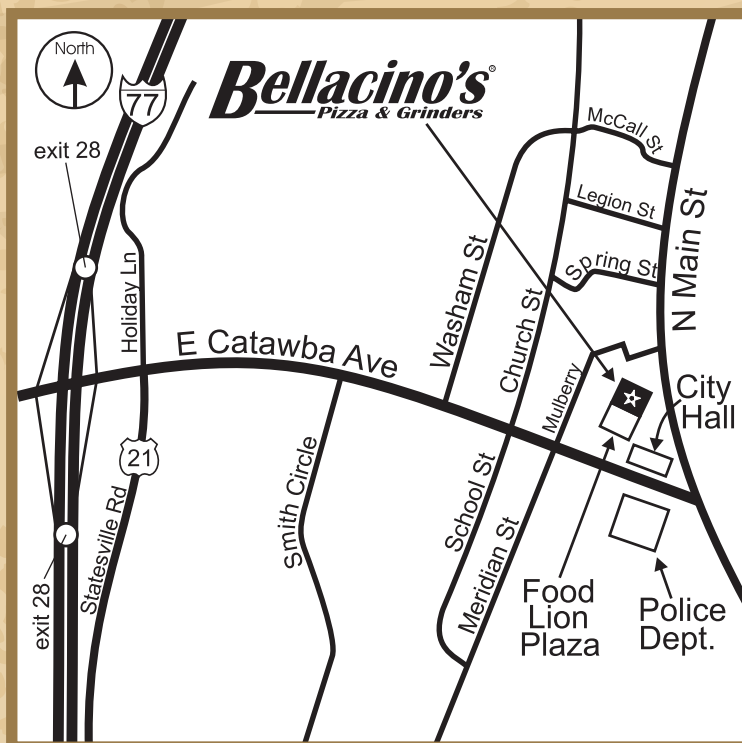 North
77
exit 28
Bellacino's®
Pizza & Grinders
McCall St
Legion St
Spring St
N Main St
Holiday Ln
E Catawba Ave
Washam St
Church St
Mulberry
City
Hall
21
Statesville Rd
Smith Circle
School St
Meridian St
exit 28
Food
Lion
Plaza
Police
Dept.